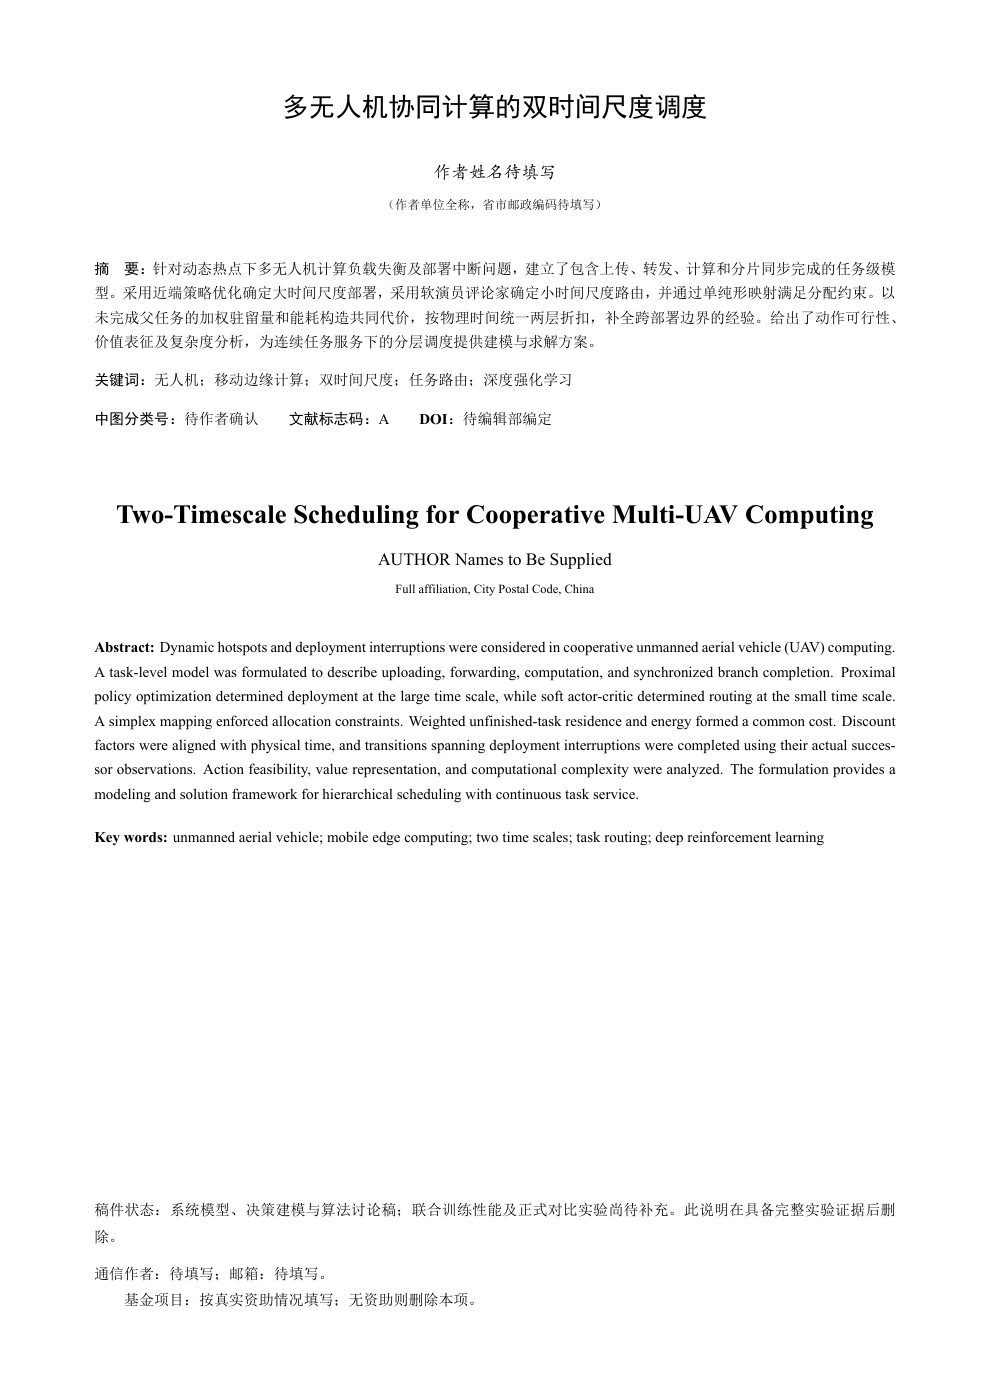 多无人机协同计算的双时间尺度调度
作者姓名待填写
（作者单位全称，省市邮政编码待填写）
摘　要：针对动态热点下多无人机计算负载失衡及部署中断问题，建立了包含上传、转发、计算和分片同步完成的任务级模
型。采用近端策略优化确定大时间尺度部署，采用软演员评论家确定小时间尺度路由，并通过单纯形映射满足分配约束。以
未完成父任务的加权驻留量和能耗构造共同代价，按物理时间统一两层折扣，补全跨部署边界的经验。给出了动作可行性、
价值表征及复杂度分析，为连续任务服务下的分层调度提供建模与求解方案。
关键词：无人机；移动边缘计算；双时间尺度；任务路由；深度强化学习
中图分类号：待作者确认　　文献标志码：A　　DOI：待编辑部编定
Two-Timescale Scheduling for Cooperative Multi-UAV Computing
AUTHOR Names to Be Supplied
Full affiliation, City Postal Code, China
Abstract: Dynamic hotspots and deployment interruptions were considered in cooperative unmanned aerial vehicle (UAV) computing.
A task-level model was formulated to describe uploading, forwarding, computation, and synchronized branch completion. Proximal
policy optimization determined deployment at the large time scale, while soft actor-critic determined routing at the small time scale.
A simplex mapping enforced allocation constraints. Weighted unfinished-task residence and energy formed a common cost. Discount
factors were aligned with physical time, and transitions spanning deployment interruptions were completed using their actual succes-
sor observations. Action feasibility, value representation, and computational complexity were analyzed. The formulation provides a
modeling and solution framework for hierarchical scheduling with continuous task service.
Key words: unmanned aerial vehicle; mobile edge computing; two time scales; task routing; deep reinforcement learning
稿件状态：系统模型、决策建模与算法讨论稿；联合训练性能及正式对比实验尚待补充。此说明在具备完整实验证据后删
除。
通信作者：待填写；邮箱：待填写。
基金项目：按真实资助情况填写；无资助则删除本项。